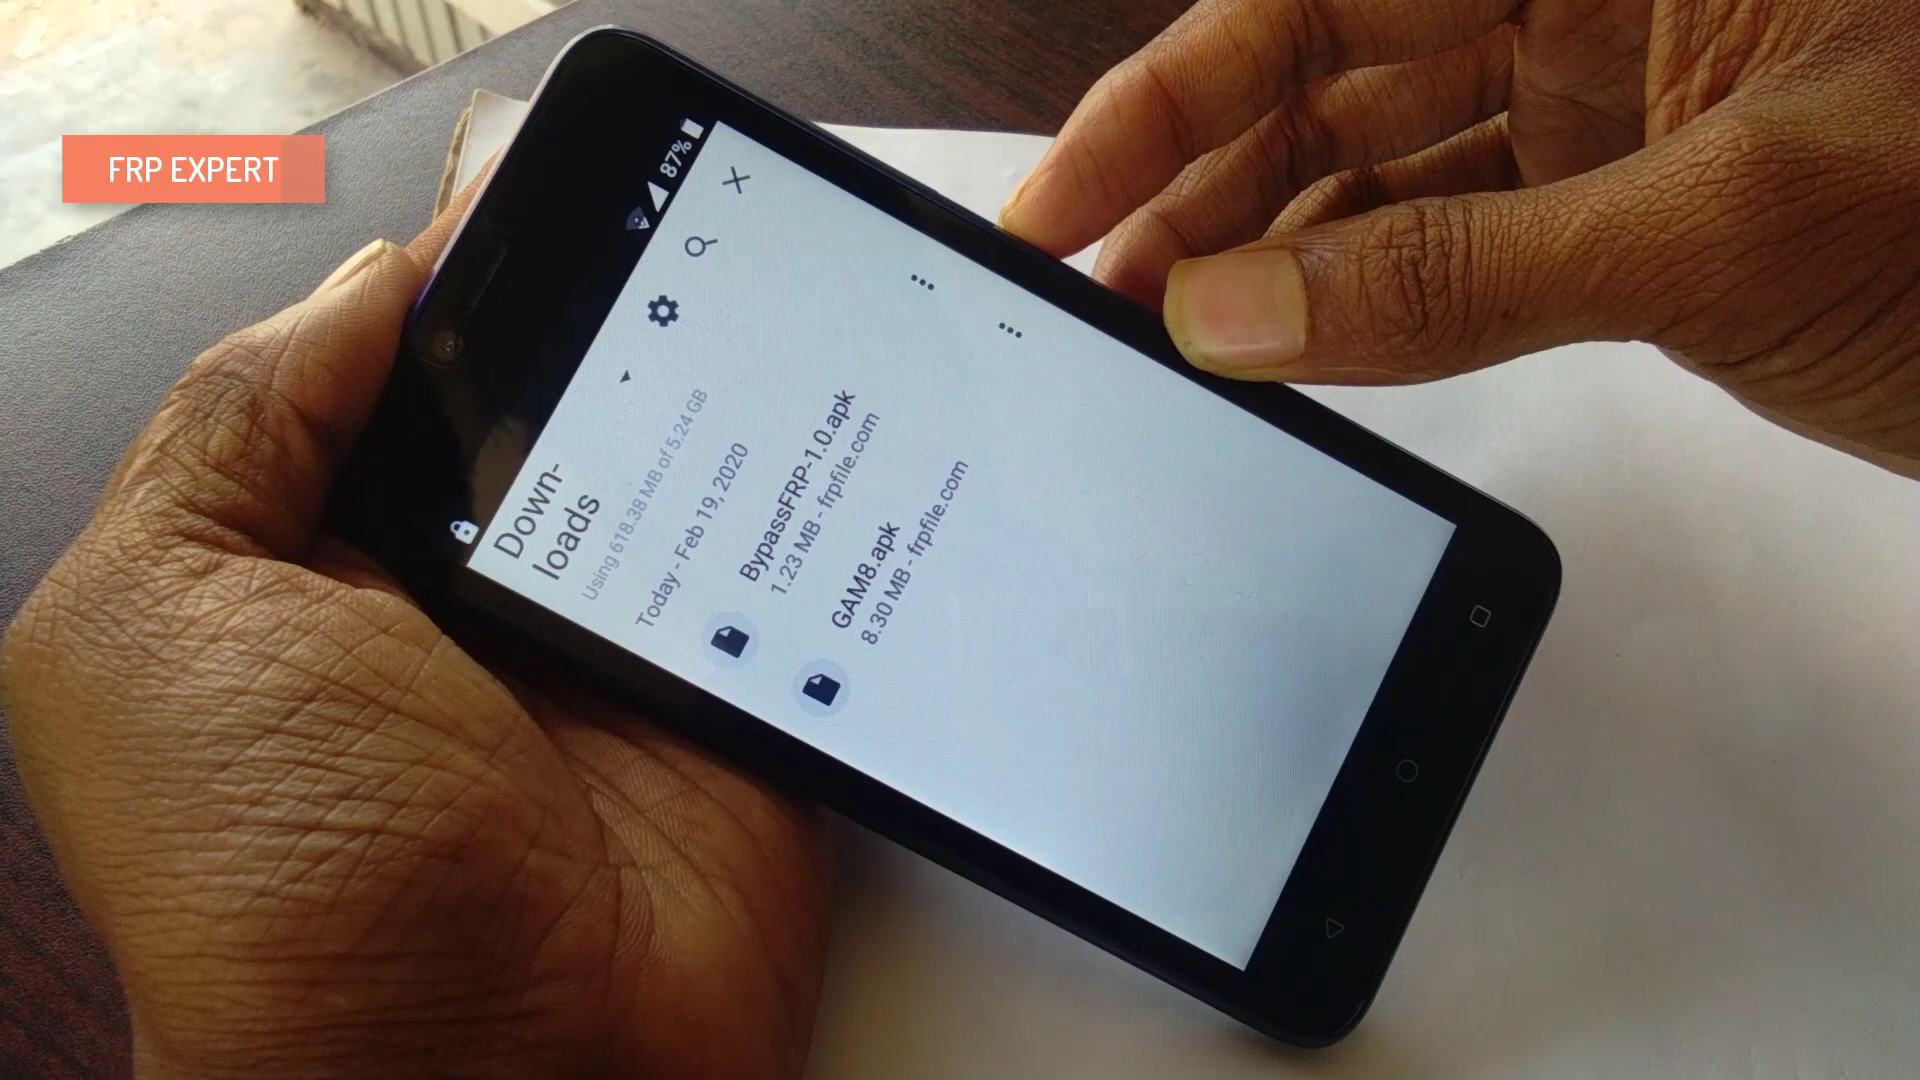 FRP EXPERT
87%
Down-
loads
Using 618.38 MB of 5.24 GB
Today - Feb 19, 2020
BypassFRP-1.0.apk
1.23 MB - frpfile.com
GAM8.apk
8.30 MB - frpfile.com